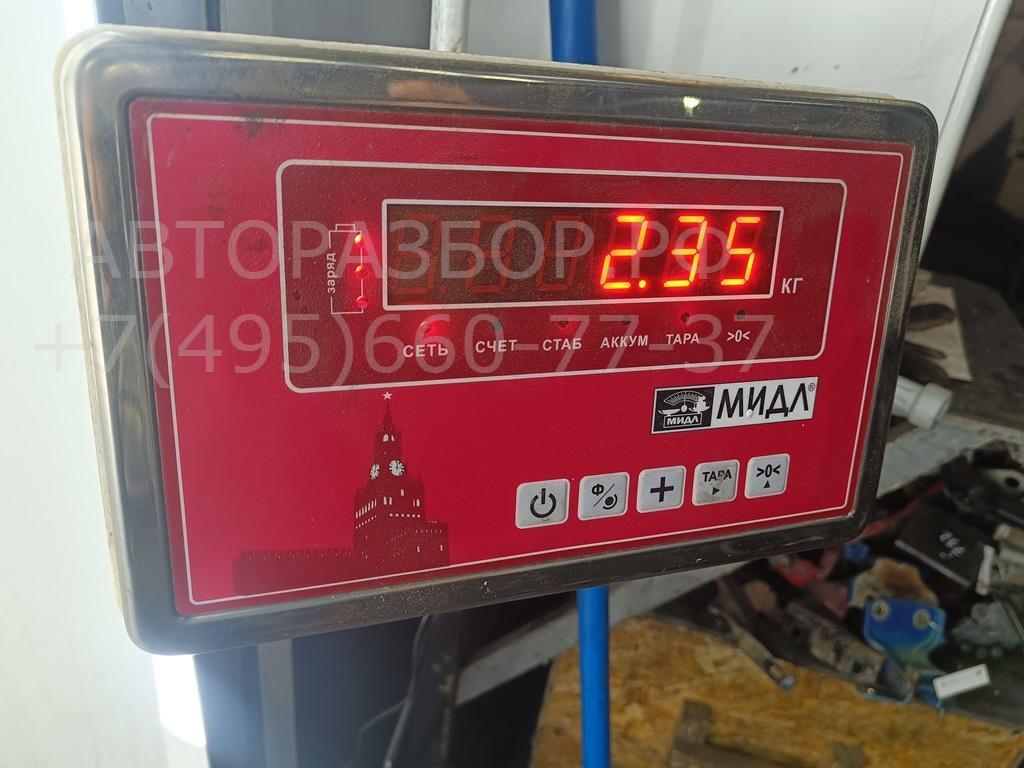 АВТОРАЗБОР.РФ
+7(495)660-77-37
заряд
2.35
КГ
СЕТЬ СЧЕТ СТАБ АККУМ ТАРА >0<
МИДЛ МИДЛ®
Ф + ТАРА >0<